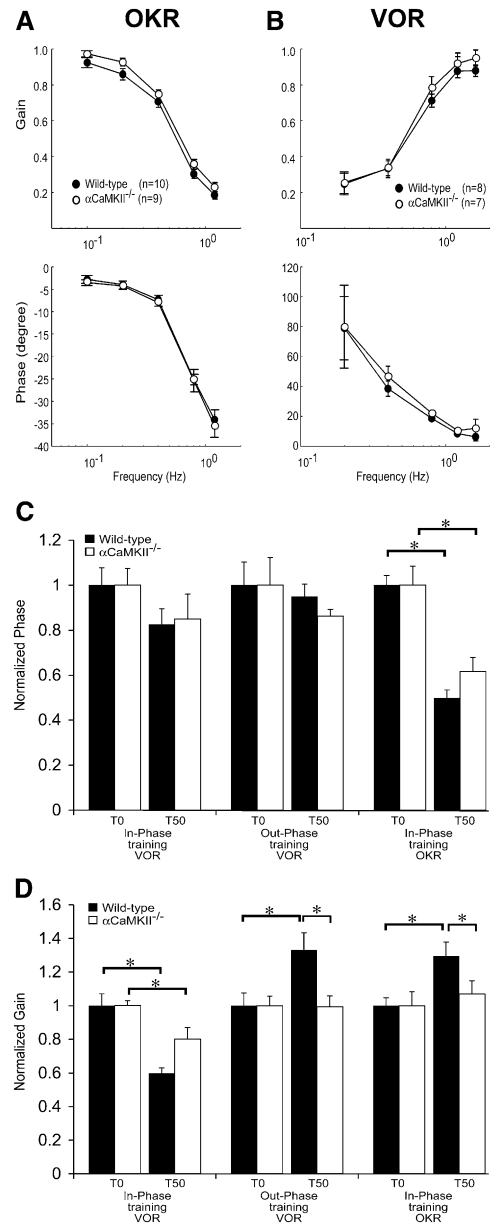 A OKR
B VOR
Gain
1.0
0.8
0.6
0.4
0.2
Wild-type (n=10)
αCaMKII-/- (n=9)
10-1
100
1.0
0.8
0.6
0.4
0.2
Wild-type (n=8)
αCaMKII-/- (n=7)
10-1
100
Phase (degree)
0
-5
-10
-15
-20
-25
-30
-35
-40
10-1
100
Frequency (Hz)
120
100
80
60
40
20
0
10-1
100
Frequency (Hz)
C
Normalized Phase
1.2
1
0.8
0.6
0.4
0.2
0
Wild-type
αCaMKII-/-
*
*
T0 T50 T0 T50 T0 T50
In-Phase training VOR
Out-Phase training VOR
In-Phase training OKR
D
Normalized Gain
1.6
1.4
1.2
1
0.8
0.6
0.4
0.2
0
Wild-type
αCaMKII-/-
*
*
*
*
*
*
T0 T50 T0 T50 T0 T50
In-Phase training VOR
Out-Phase training VOR
In-Phase training OKR